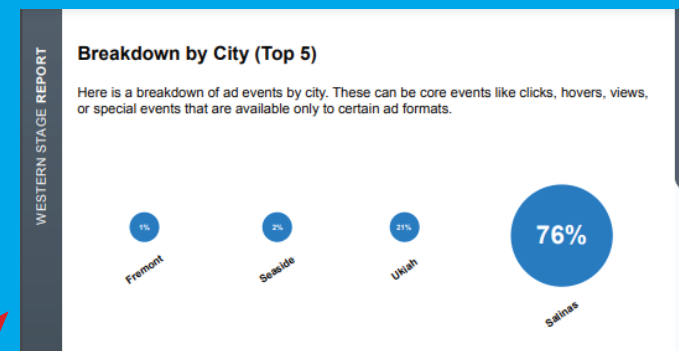 WESTERN STAGE REPORT
Breakdown by City (Top 5)
Here is a breakdown of ad events by city. These can be core events like clicks, hovers, views,
or special events that are available only to certain ad formats.
1%
2%
21%
76%
Fremont
Seaside
Ukiah
Salinas